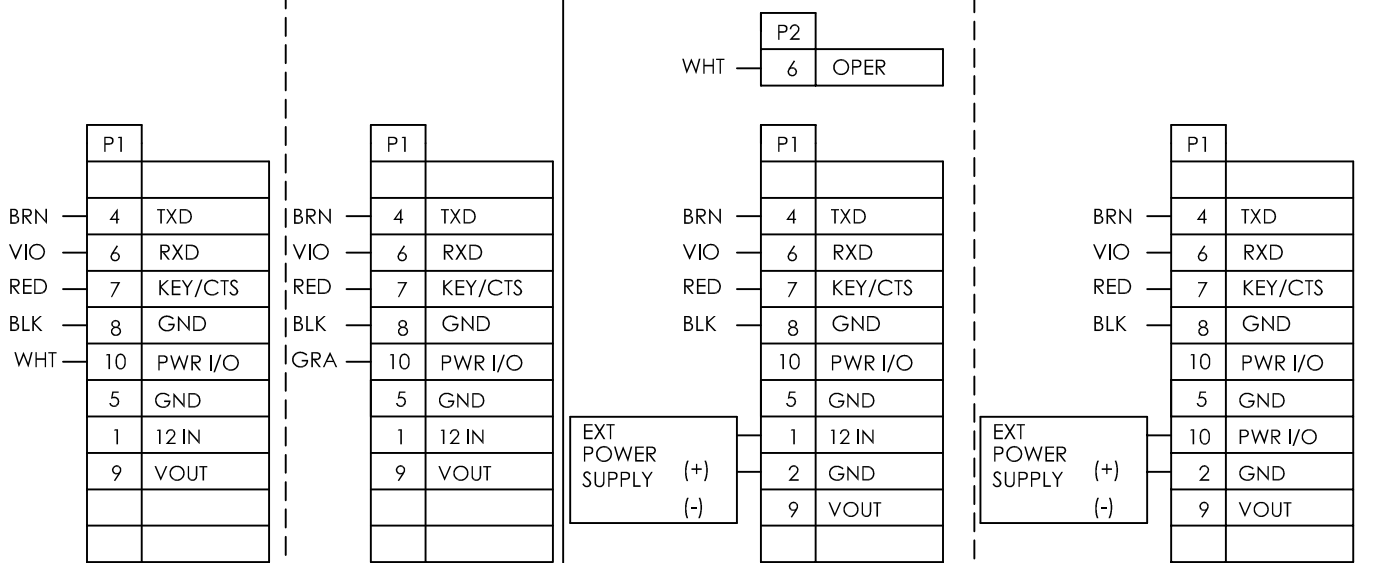 P1
BRN 4 TXD
VIO 6 RXD
RED 7 KEY/CTS
BLK 8 GND
WHT 10 PWR I/O
5 GND
1 12 IN
9 VOUT
P1
BRN 4 TXD
VIO 6 RXD
RED 7 KEY/CTS
BLK 8 GND
GRA 10 PWR I/O
5 GND
1 12 IN
9 VOUT
P2
WHT 6 OPER
P1
BRN 4 TXD
VIO 6 RXD
RED 7 KEY/CTS
BLK 8 GND
10 PWR I/O
5 GND
1 12 IN
2 GND
9 VOUT
EXT
POWER
SUPPLY (+)
(-)
P1
BRN 4 TXD
VIO 6 RXD
RED 7 KEY/CTS
BLK 8 GND
10 PWR I/O
5 GND
10 PWR I/O
2 GND
9 VOUT
EXT
POWER
SUPPLY (+)
(-)